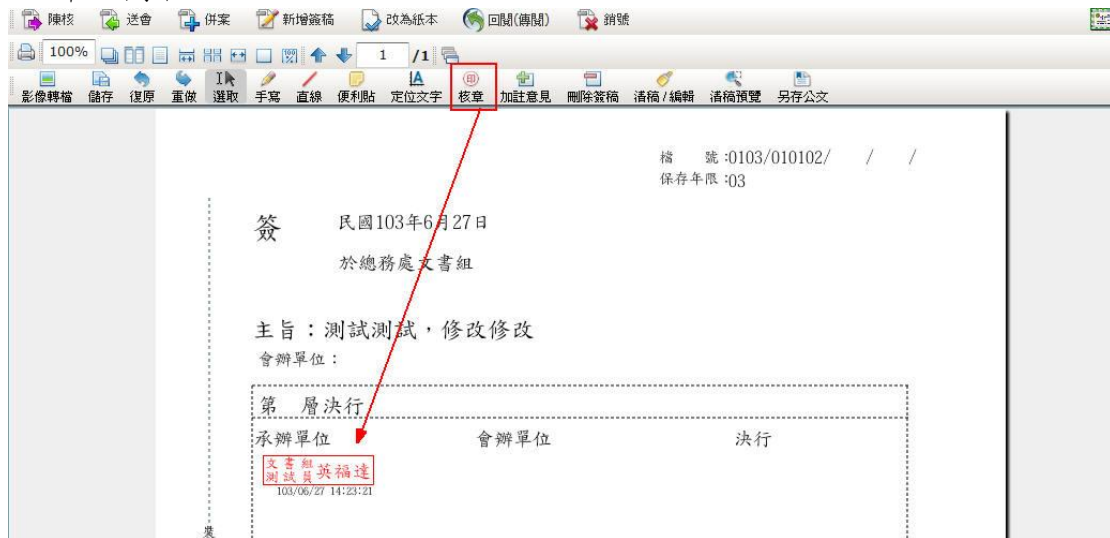 陳核 送會 併案 新增簽稿 改為紙本 回閱(傳閱) 銷號
100% 1 /1
影像轉檔 儲存 復原 重做 選取 手寫 直線 便利貼 定位文字 核章 加註意見 刪除簽稿 清稿/編輯 清稿預覽 另存公文
檔 號:0103/010102/ / /
保存年限:03
簽 民國103年6月27日
於總務處文書組
主旨：測試測試，修改修改
會辦單位：
第 層決行
承辦單位 會辦單位 決行
文書組
測試員 英福達
103/06/27 14:23:21